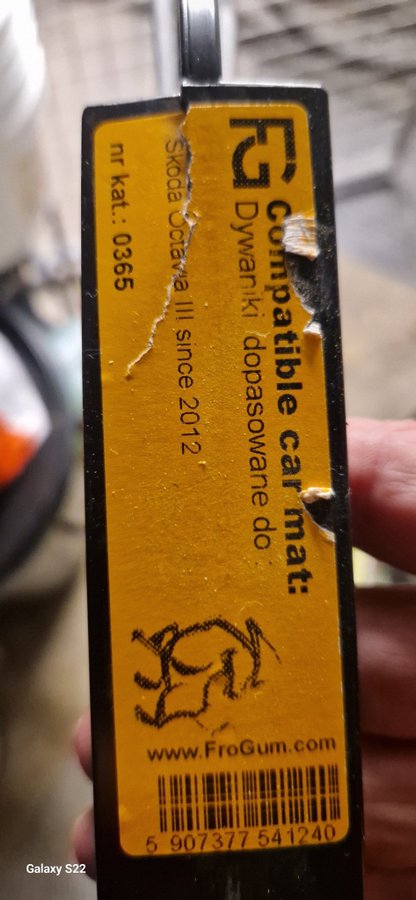 FG
Compatible car mat:
Dywaniki dopasowane do :
Skoda Octavia III since 2012
nr kat.: 0365
www.FroGum.com
5 907377 541240
Galaxy S22